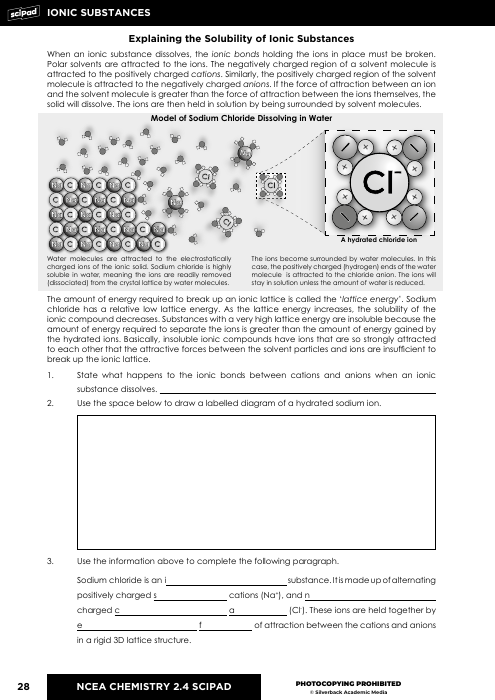 scipad IONIC SUBSTANCES
Explaining the Solubility of Ionic Substances
When an ionic substance dissolves, the ionic bonds holding the ions in place must be broken.
Polar solvents are attracted to the ions. The negatively charged region of a solvent molecule is
attracted to the positively charged cations. Similarly, the positively charged region of the solvent
molecule is attracted to the negatively charged anions. If the force of attraction between an ion
and the solvent molecule is greater than the force of attraction between the ions themselves, the
solid will dissolve. The ions are then held in solution by being surrounded by solvent molecules.
Model of Sodium Chloride Dissolving in Water
Cl⁻
A hydrated chloride ion
Water molecules are attracted to the electrostatically
charged ions of the ionic solid. Sodium chloride is highly
soluble in water, meaning the ions are readily removed
(dissociated) from the crystal lattice by water molecules.
The ions become surrounded by water molecules. In this
case, the positively charged (hydrogen) ends of the water
molecule is attracted to the chloride anion. The ions will
stay in solution unless the amount of water is reduced.
The amount of energy required to break up an ionic lattice is called the 'lattice energy'. Sodium
chloride has a relative low lattice energy. As the lattice energy increases, the solubility of the
ionic compound decreases. Substances with a very high lattice energy are insoluble because the
amount of energy required to separate the ions is greater than the amount of energy gained by
the hydrated ions. Basically, insoluble ionic compounds have ions that are so strongly attracted
to each other that the attractive forces between the solvent particles and ions are insufficient to
break up the ionic lattice.
1. State what happens to the ionic bonds between cations and anions when an ionic
substance dissolves.
2. Use the space below to draw a labelled diagram of a hydrated sodium ion.
3. Use the information above to complete the following paragraph.
Sodium chloride is an i substance. It is made up of alternating
positively charged s cations (Na⁺), and n
charged c a (Cl⁻). These ions are held together by
e f of attraction between the cations and anions
in a rigid 3D lattice structure.
28 NCEA CHEMISTRY 2.4 SCIPAD PHOTOCOPYING PROHIBITED
© Silverback Academic Media